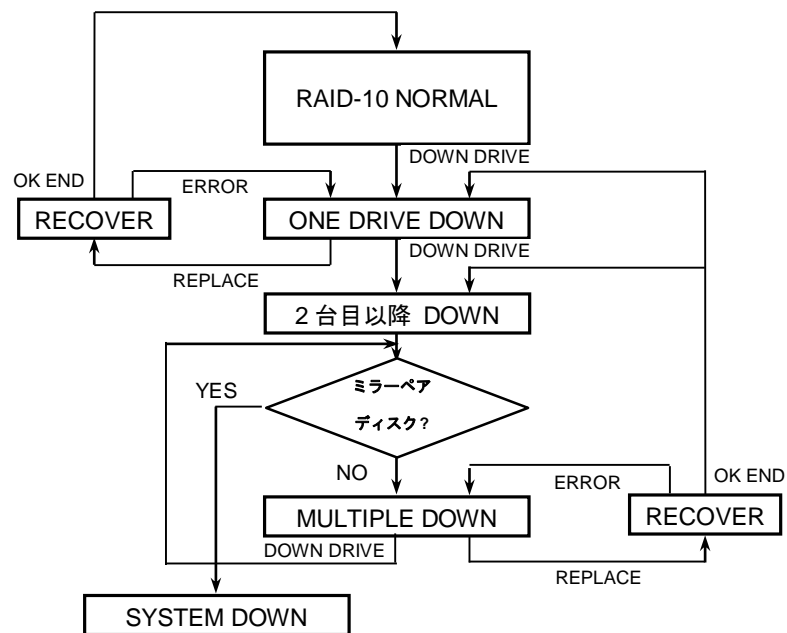 RAID-10 NORMAL
DOWN DRIVE
OK END
ERROR
RECOVER
ONE DRIVE DOWN
DOWN DRIVE
REPLACE
2 台目以降 DOWN
YES
ミラーペア
ディスク?
NO
ERROR
OK END
MULTIPLE DOWN
RECOVER
DOWN DRIVE
REPLACE
SYSTEM DOWN